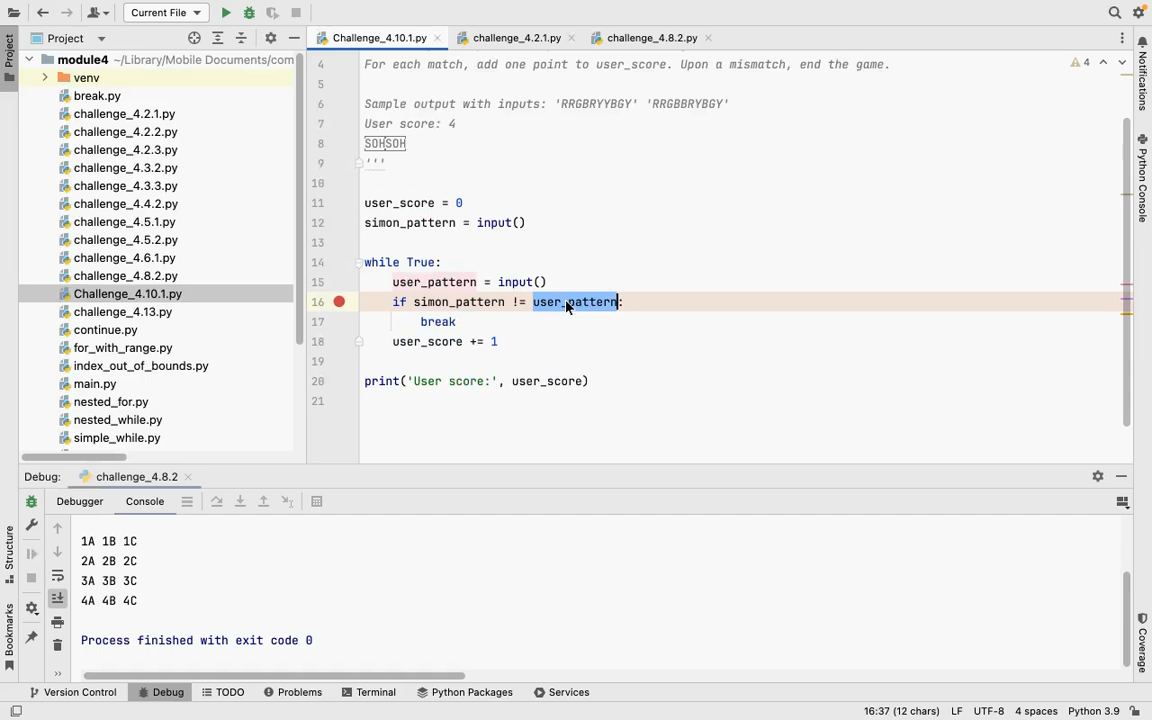 Current File
Project
Challenge_4.10.1.py
challenge_4.2.1.py
challenge_4.8.2.py
module4 ~/Library/Mobile Documents/com
venv
break.py
challenge_4.2.1.py
challenge_4.2.2.py
challenge_4.2.3.py
challenge_4.3.2.py
challenge_4.3.3.py
challenge_4.4.2.py
challenge_4.5.1.py
challenge_4.5.2.py
challenge_4.6.1.py
challenge_4.8.2.py
Challenge_4.10.1.py
challenge_4.13.py
continue.py
for_with_range.py
index_out_of_bounds.py
main.py
nested_for.py
nested_while.py
simple_while.py
4 For each match, add one point to user_score. Upon a mismatch, end the game.
4
5
6 Sample output with inputs: 'RRGBRYYBGY' 'RRGBBRYBGY'
7 User score: 4
8 SOHSOH
9 '''
10
11 user_score = 0
12 simon_pattern = input()
13
14 while True:
15 user_pattern = input()
16 if simon_pattern != user_pattern:
17 break
18 user_score += 1
19
20 print('User score:', user_score)
21
Project
Structure
Bookmarks
Notifications
Python Console
Coverage
Debug: challenge_4.8.2
Debugger Console
1A 1B 1C
2A 2B 2C
3A 3B 3C
4A 4B 4C
Process finished with exit code 0
Version Control Debug TODO Problems Terminal Python Packages Services
16:37 (12 chars) LF UTF-8 4 spaces Python 3.9